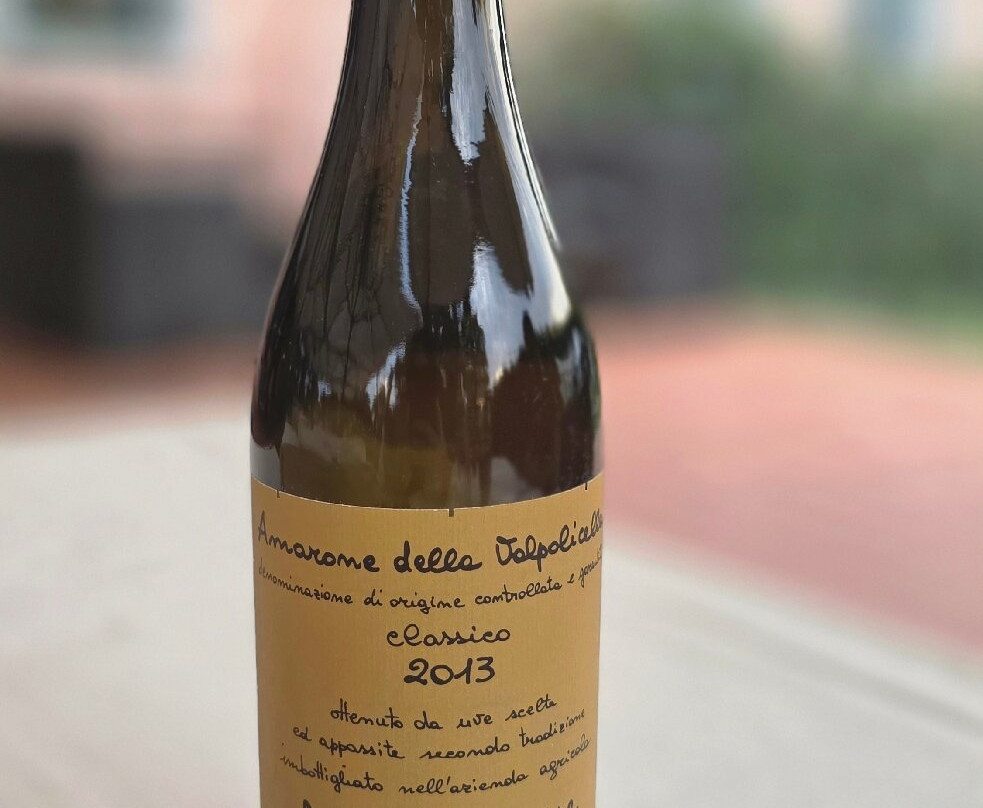 Amarone della Valpolicella
denominazione di origine controllata e garantita
classico
2013
ottenuto da uve scelte
ed appassite secondo tradizione
imbottigliato nell'azienda agricola